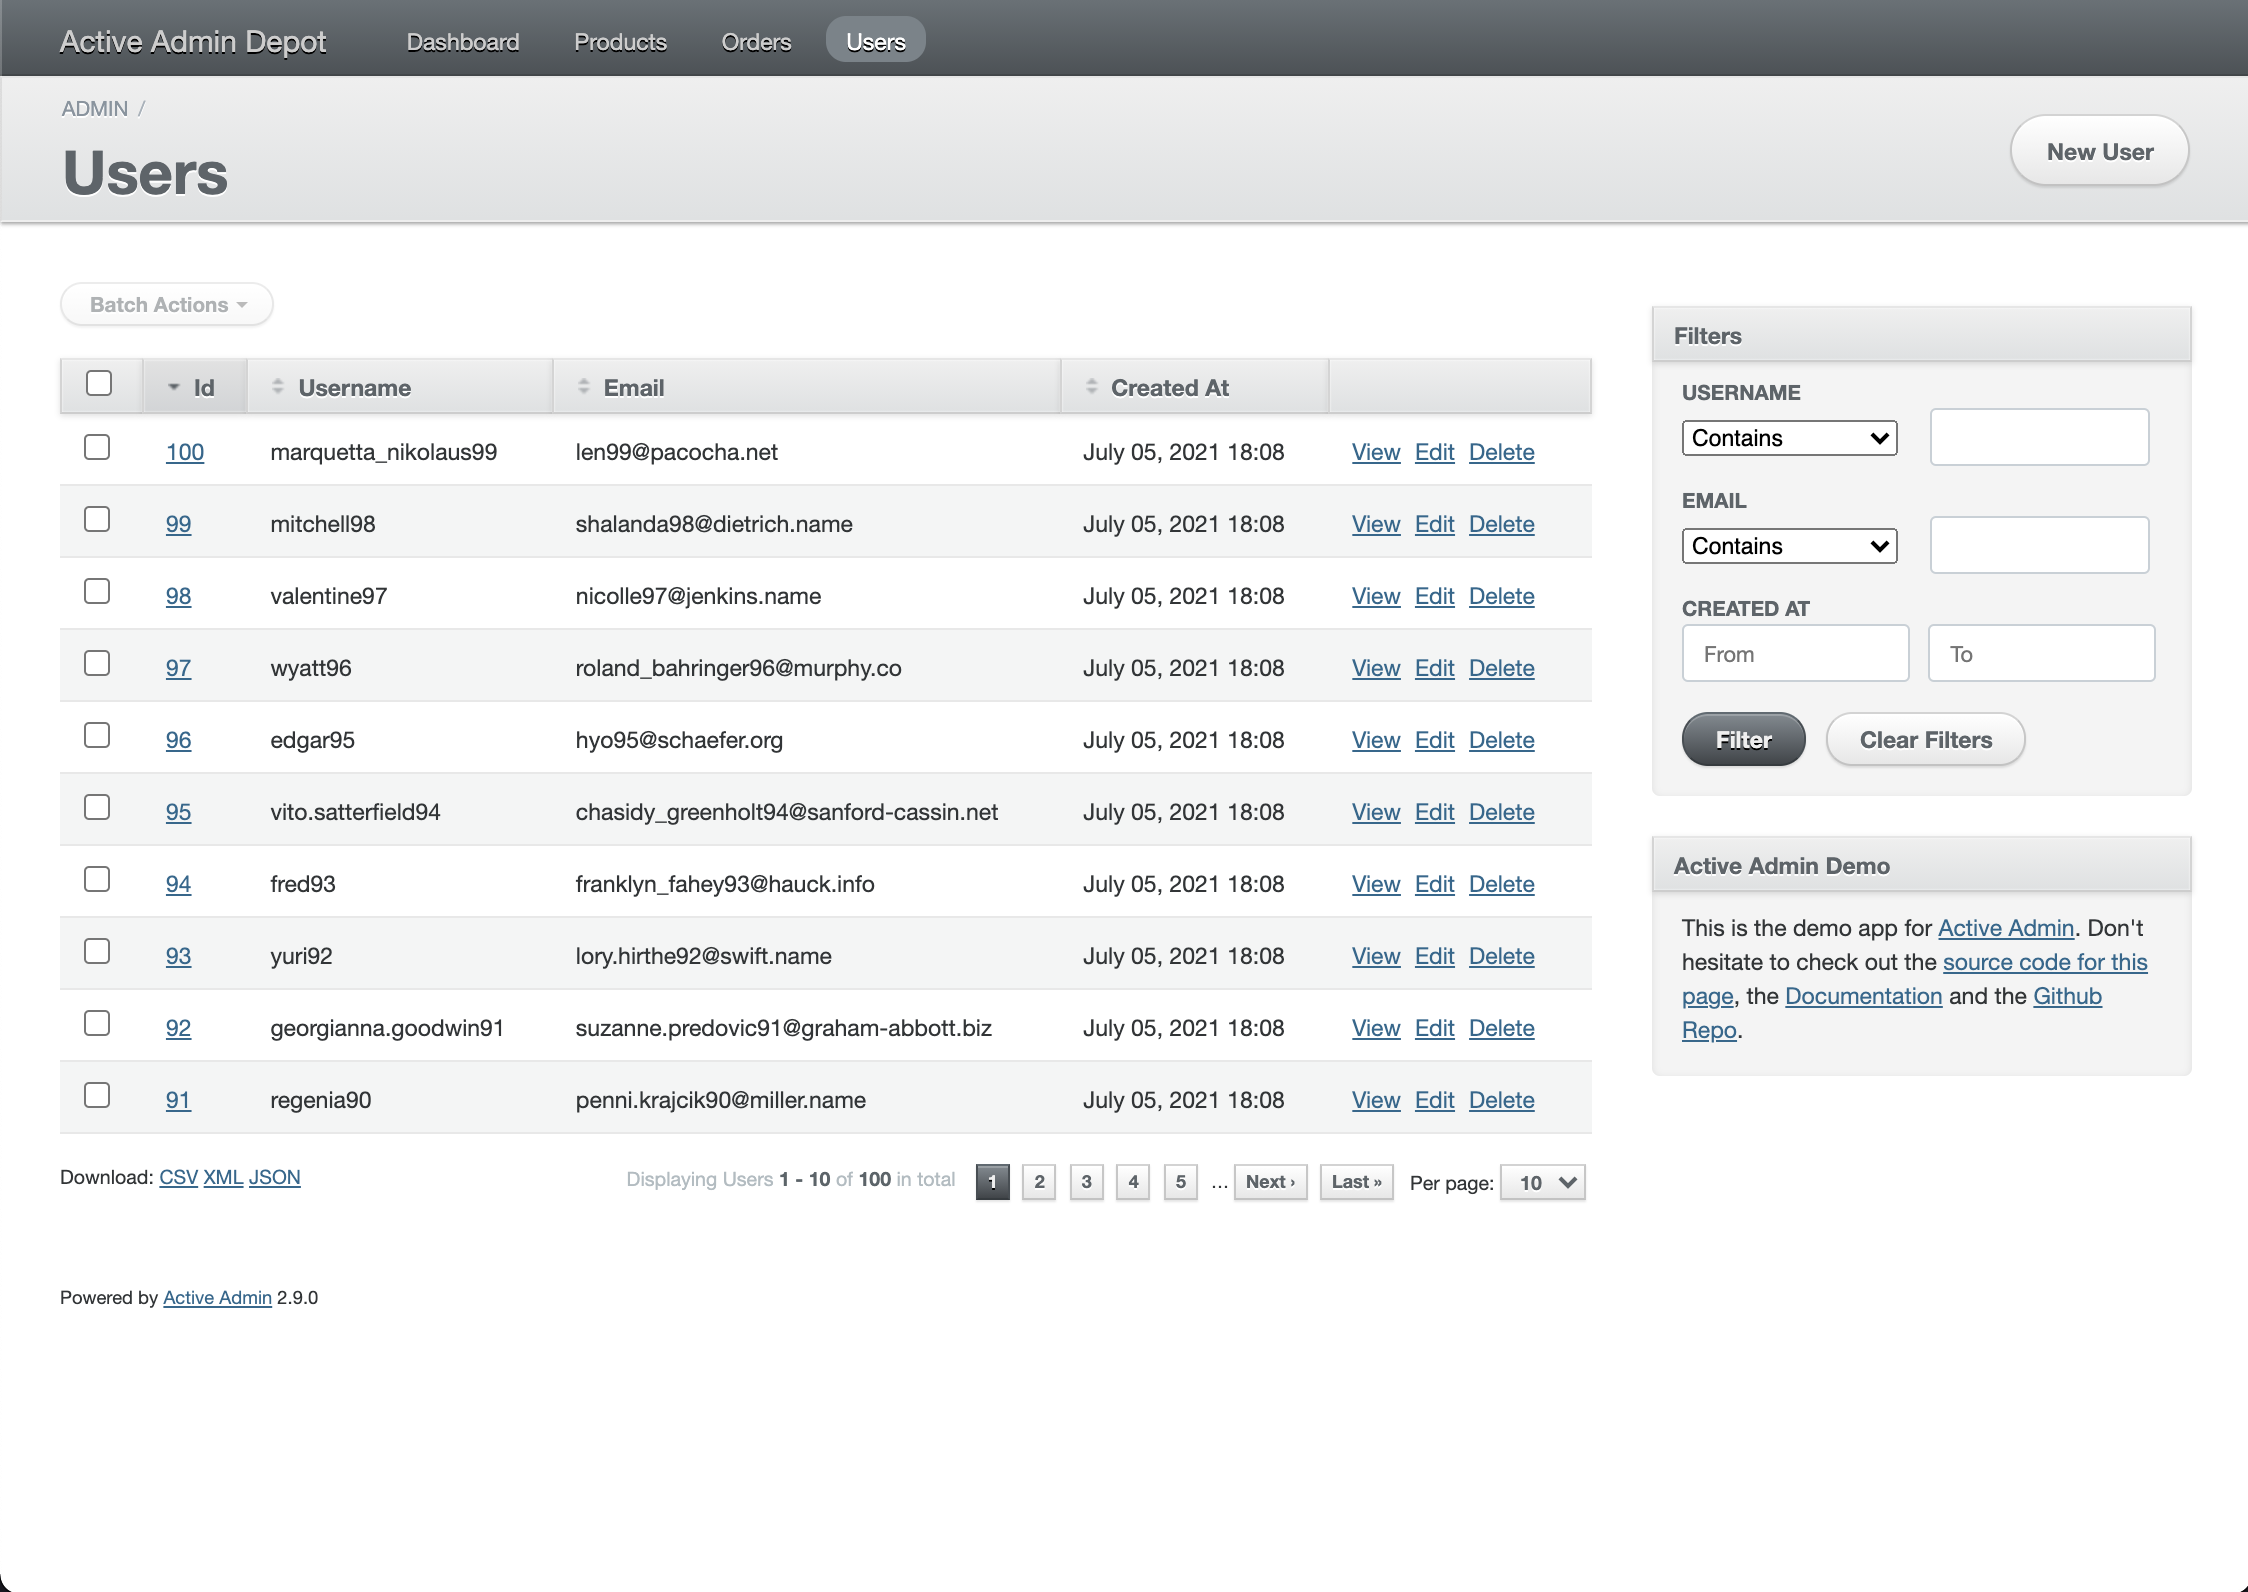 Active Admin Depot Dashboard Products Orders Users
ADMIN /
Users
New User
Batch Actions
Id Username Email Created At
100 marquetta_nikolaus99 len99@pacocha.net July 05, 2021 18:08 View Edit Delete
99 mitchell98 shalanda98@dietrich.name July 05, 2021 18:08 View Edit Delete
98 valentine97 nicolle97@jenkins.name July 05, 2021 18:08 View Edit Delete
97 wyatt96 roland_bahringer96@murphy.co July 05, 2021 18:08 View Edit Delete
96 edgar95 hyo95@schaefer.org July 05, 2021 18:08 View Edit Delete
95 vito.satterfield94 chasidy_greenholt94@sanford-cassin.net July 05, 2021 18:08 View Edit Delete
94 fred93 franklyn_fahey93@hauck.info July 05, 2021 18:08 View Edit Delete
93 yuri92 lory.hirthe92@swift.name July 05, 2021 18:08 View Edit Delete
92 georgianna.goodwin91 suzanne.predovic91@graham-abbott.biz July 05, 2021 18:08 View Edit Delete
91 regenia90 penni.krajcik90@miller.name July 05, 2021 18:08 View Edit Delete
Download: CSV XML JSON
Displaying Users 1 - 10 of 100 in total 1 2 3 4 5 ... Next › Last » Per page: 10
Filters
USERNAME
Contains
EMAIL
Contains
CREATED AT
From To
Filter Clear Filters
Active Admin Demo
This is the demo app for Active Admin. Don't
hesitate to check out the source code for this
page, the Documentation and the Github
Repo.
Powered by Active Admin 2.9.0